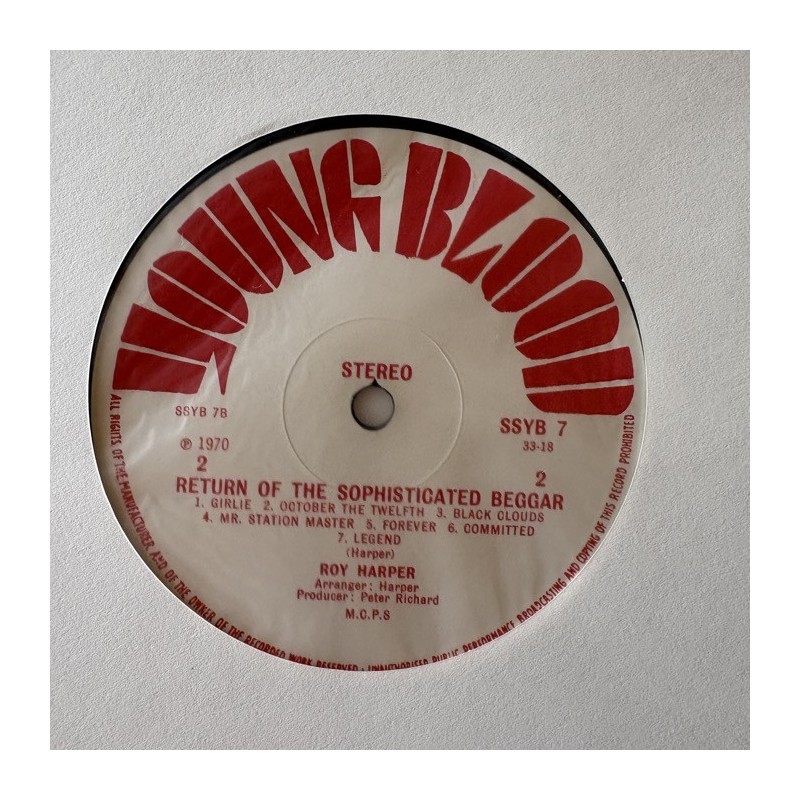 YOUNG BLOOD
STEREO
SSYB 7B
SSYB 7
33-18
℗ 1970
2
2
RETURN OF THE SOPHISTICATED BEGGAR
1. GIRLIE 2. OCTOBER THE TWELFTH 3. BLACK CLOUDS
4. MR. STATION MASTER 5. FOREVER 6. COMMITTED
7. LEGEND
(Harper)
ROY HARPER
Arranger: Harper
Producer: Peter Richard
M.C.P.S
ALL RIGHTS OF THE MANUFACTURER AND OF THE OWNER OF THE RECORDED WORK RESERVED - UNAUTHORISED PUBLIC PERFORMANCE BROADCASTING AND COPYING OF THIS RECORD PROHIBITED